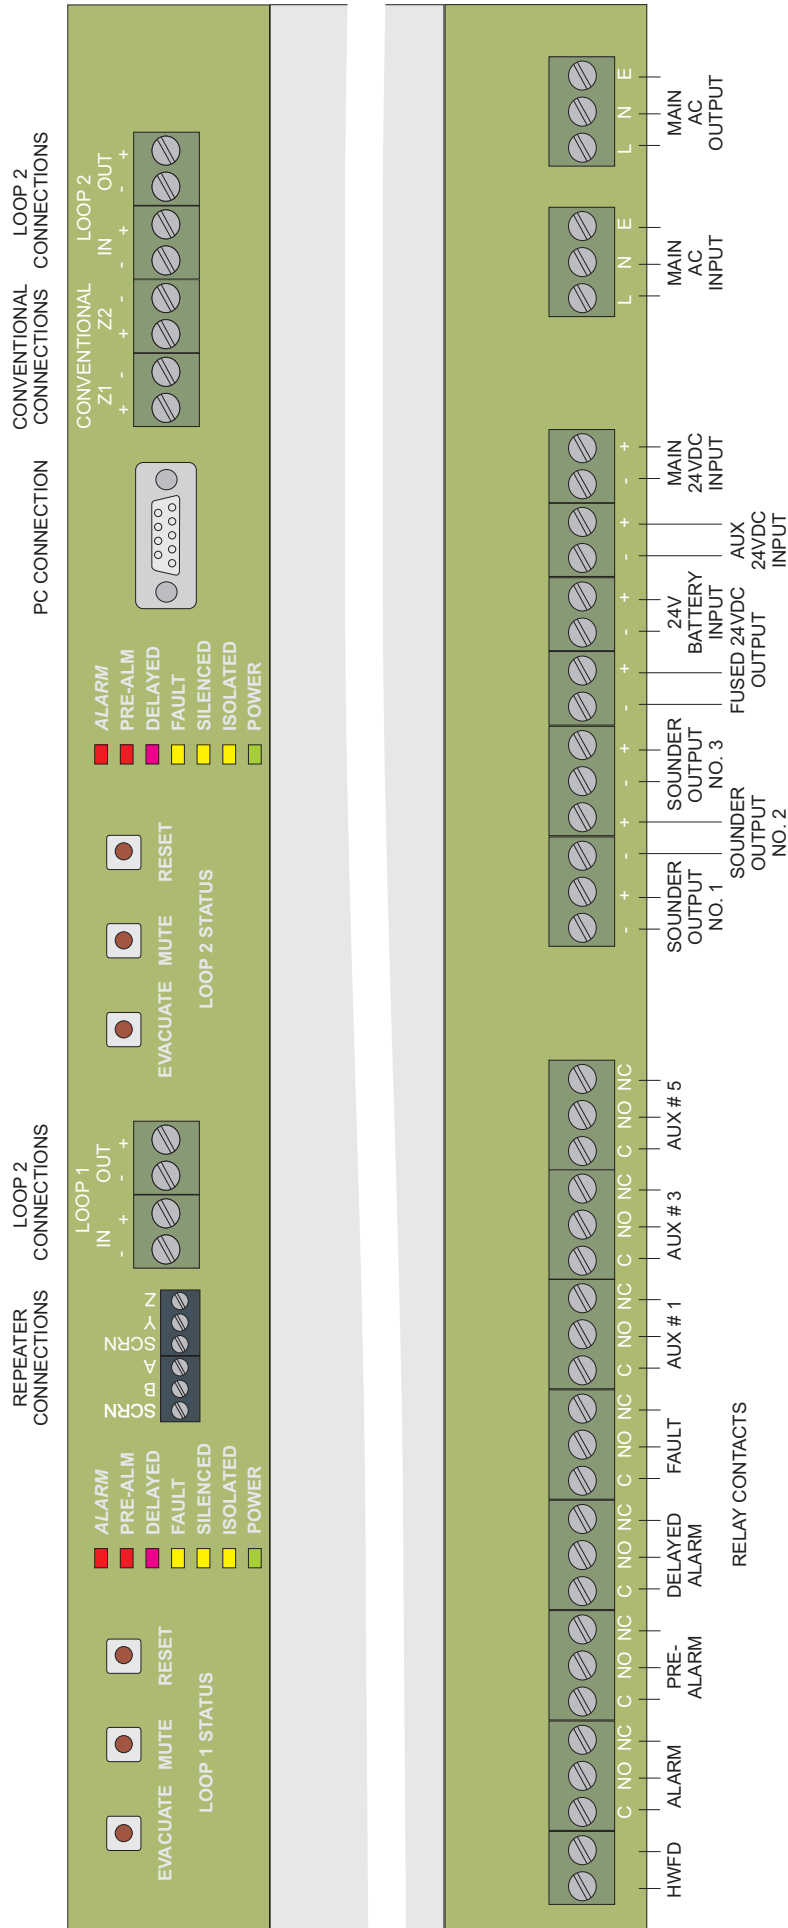 REPEATER
CONNECTIONS
LOOP 2
CONNECTIONS
PC CONNECTION
CONVENTIONAL
CONNECTIONS
LOOP 2
CONNECTIONS
EVACUATE
MUTE
RESET
LOOP 1 STATUS
ALARM
PRE-ALM
DELAYED
FAULT
SILENCED
ISOLATED
POWER
SCRN
B
A
SCRN
Y
Z
LOOP 1
IN OUT
- + - +
EVACUATE
MUTE
RESET
LOOP 2 STATUS
ALARM
PRE-ALM
DELAYED
FAULT
SILENCED
ISOLATED
POWER
CONVENTIONAL
Z1 Z2
+ - + -
LOOP 2
IN OUT
- + - +
HWFD
C NO NC
ALARM
C NO NC
PRE-
ALARM
C NO NC
DELAYED
ALARM
C NO NC
FAULT
C NO NC
AUX # 1
C NO NC
AUX # 3
C NO NC
AUX # 5
RELAY CONTACTS
- +
SOUNDER
OUTPUT
NO. 1
- +
SOUNDER
OUTPUT
NO. 2
- +
SOUNDER
OUTPUT
NO. 3
- +
FUSED 24VDC
OUTPUT
- +
24V
BATTERY
INPUT
- +
AUX
24VDC
INPUT
- +
MAIN
24VDC
INPUT
L N E
MAIN
AC
INPUT
L N E
MAIN
AC
OUTPUT